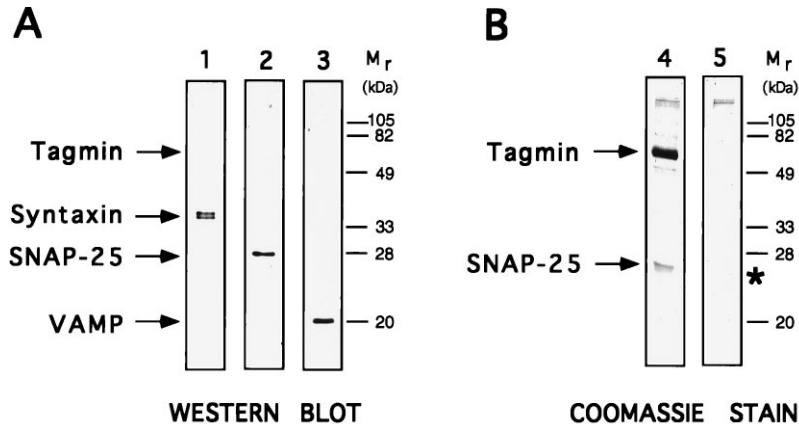 A
B
1 2 3 Mr (kDa)
4 5 Mr (kDa)
105
82
Tagmin
49
Syntaxin
33
SNAP-25
28
VAMP
20
105
82
Tagmin
49
33
28
SNAP-25
*
20
WESTERN BLOT
COOMASSIE STAIN